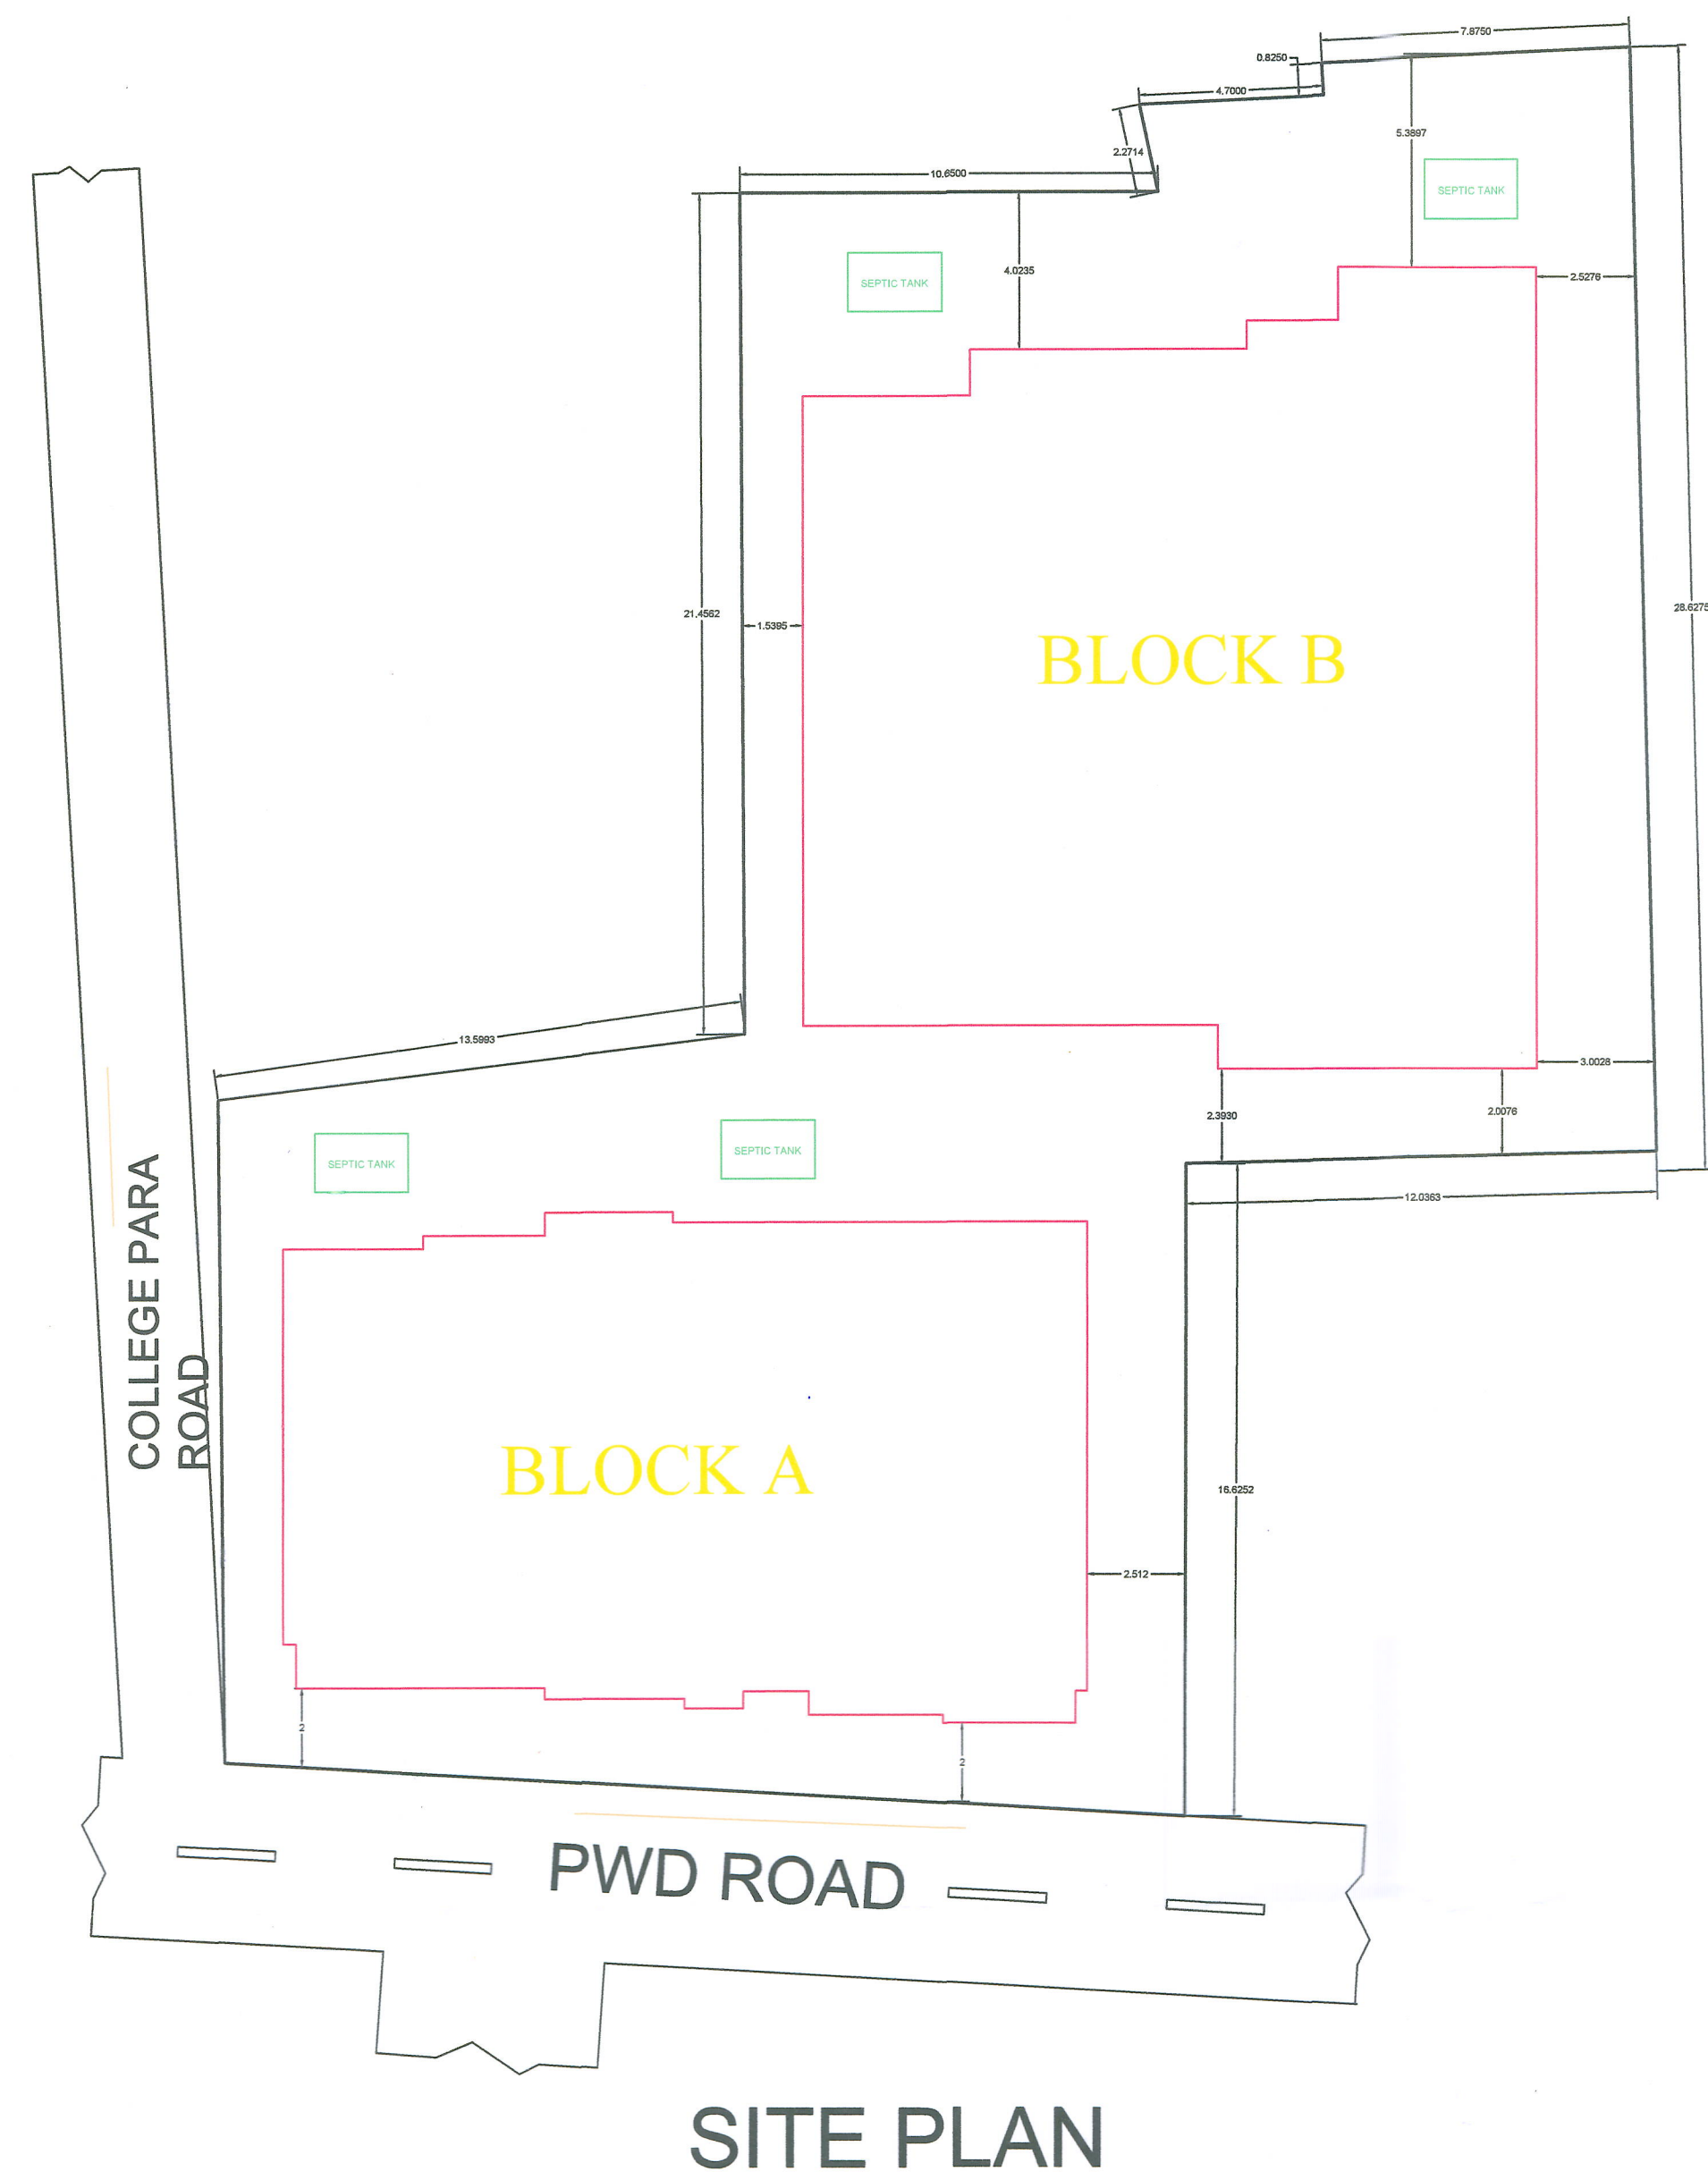 7.8750
0.8250
4.7000
5.3897
2.2714
10.6500
SEPTIC TANK
4.0235
2.5276
SEPTIC TANK
28.6275
21.4562
1.5395
BLOCK B
13.5993
3.0028
2.3930
2.0076
SEPTIC TANK
SEPTIC TANK
12.0363
COLLEGE PARA
ROAD
BLOCK A
16.6252
2.512
2
2
PWD ROAD
SITE PLAN